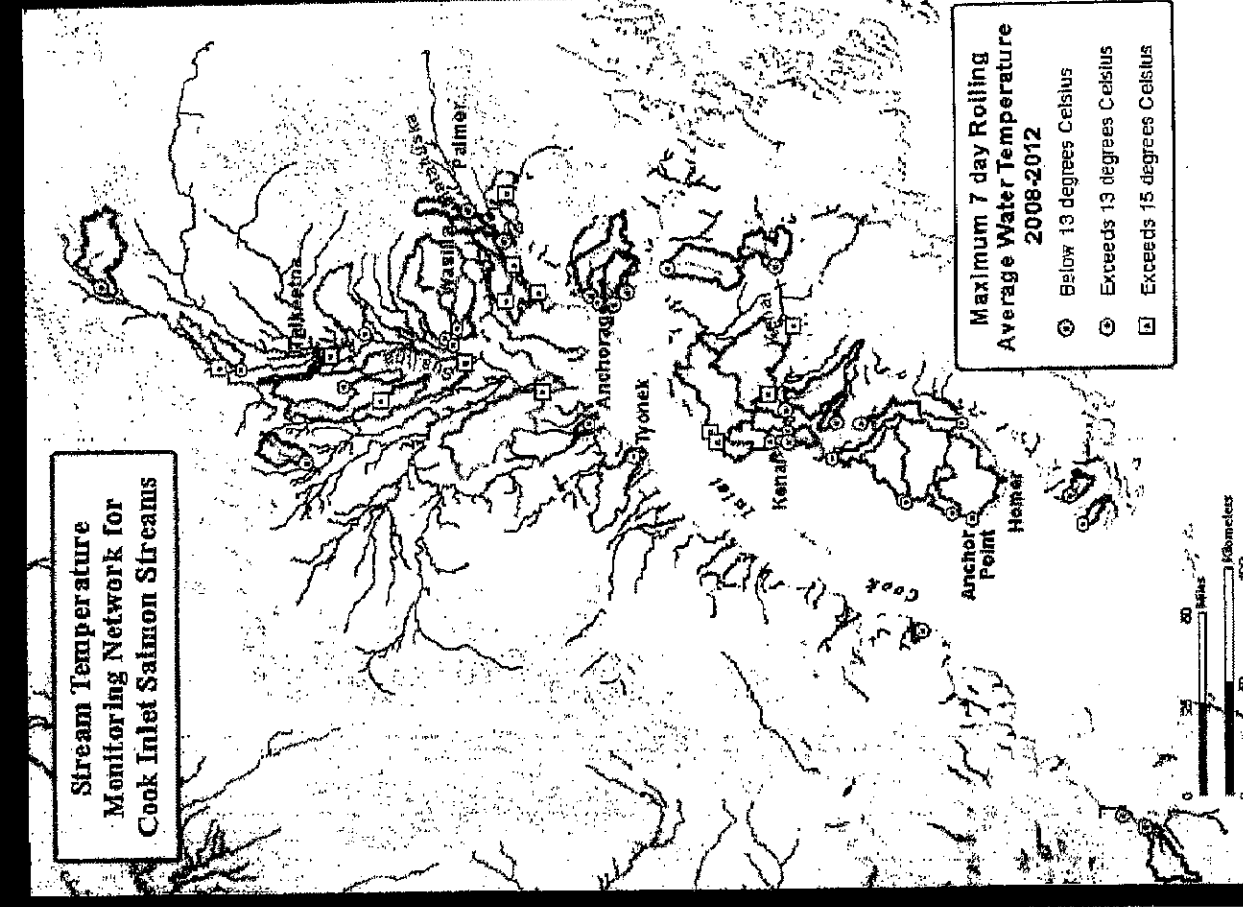 Stream Temperature
Monitoring Network for
Cook Inlet Salmon Streams
Talkeetna
Matanuska
Palmer
Wasilla
Anchorage
Tyonek
Kenai
Kenai
Cook
Inlet
Anchor
Point
Homer
Maximum 7 day Rolling
Average Water Temperature
2008-2012
Below 13 degrees Celsius
Exceeds 13 degrees Celsius
Exceeds 15 degrees Celsius
Miles
Kilometers